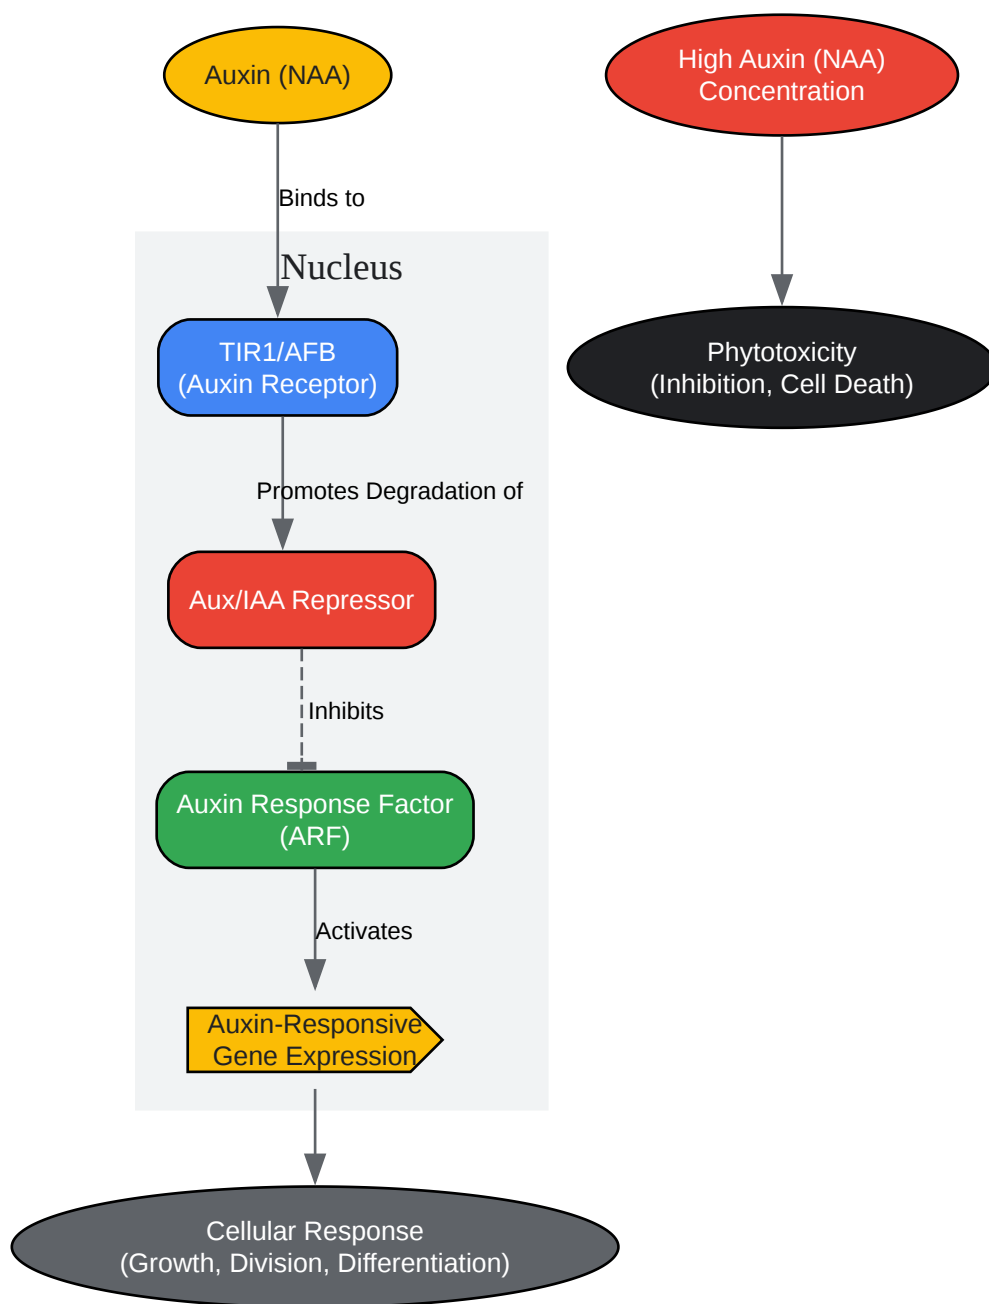 Auxin (NAA)
High Auxin (NAA)
Concentration
Binds to
Nucleus
TIR1/AFB
(Auxin Receptor)
Phytotoxicity
(Inhibition, Cell Death)
Promotes Degradation of
Aux/IAA Repressor
Inhibits
Auxin Response Factor
(ARF)
Activates
Auxin-Responsive
Gene Expression
Cellular Response
(Growth, Division, Differentiation)